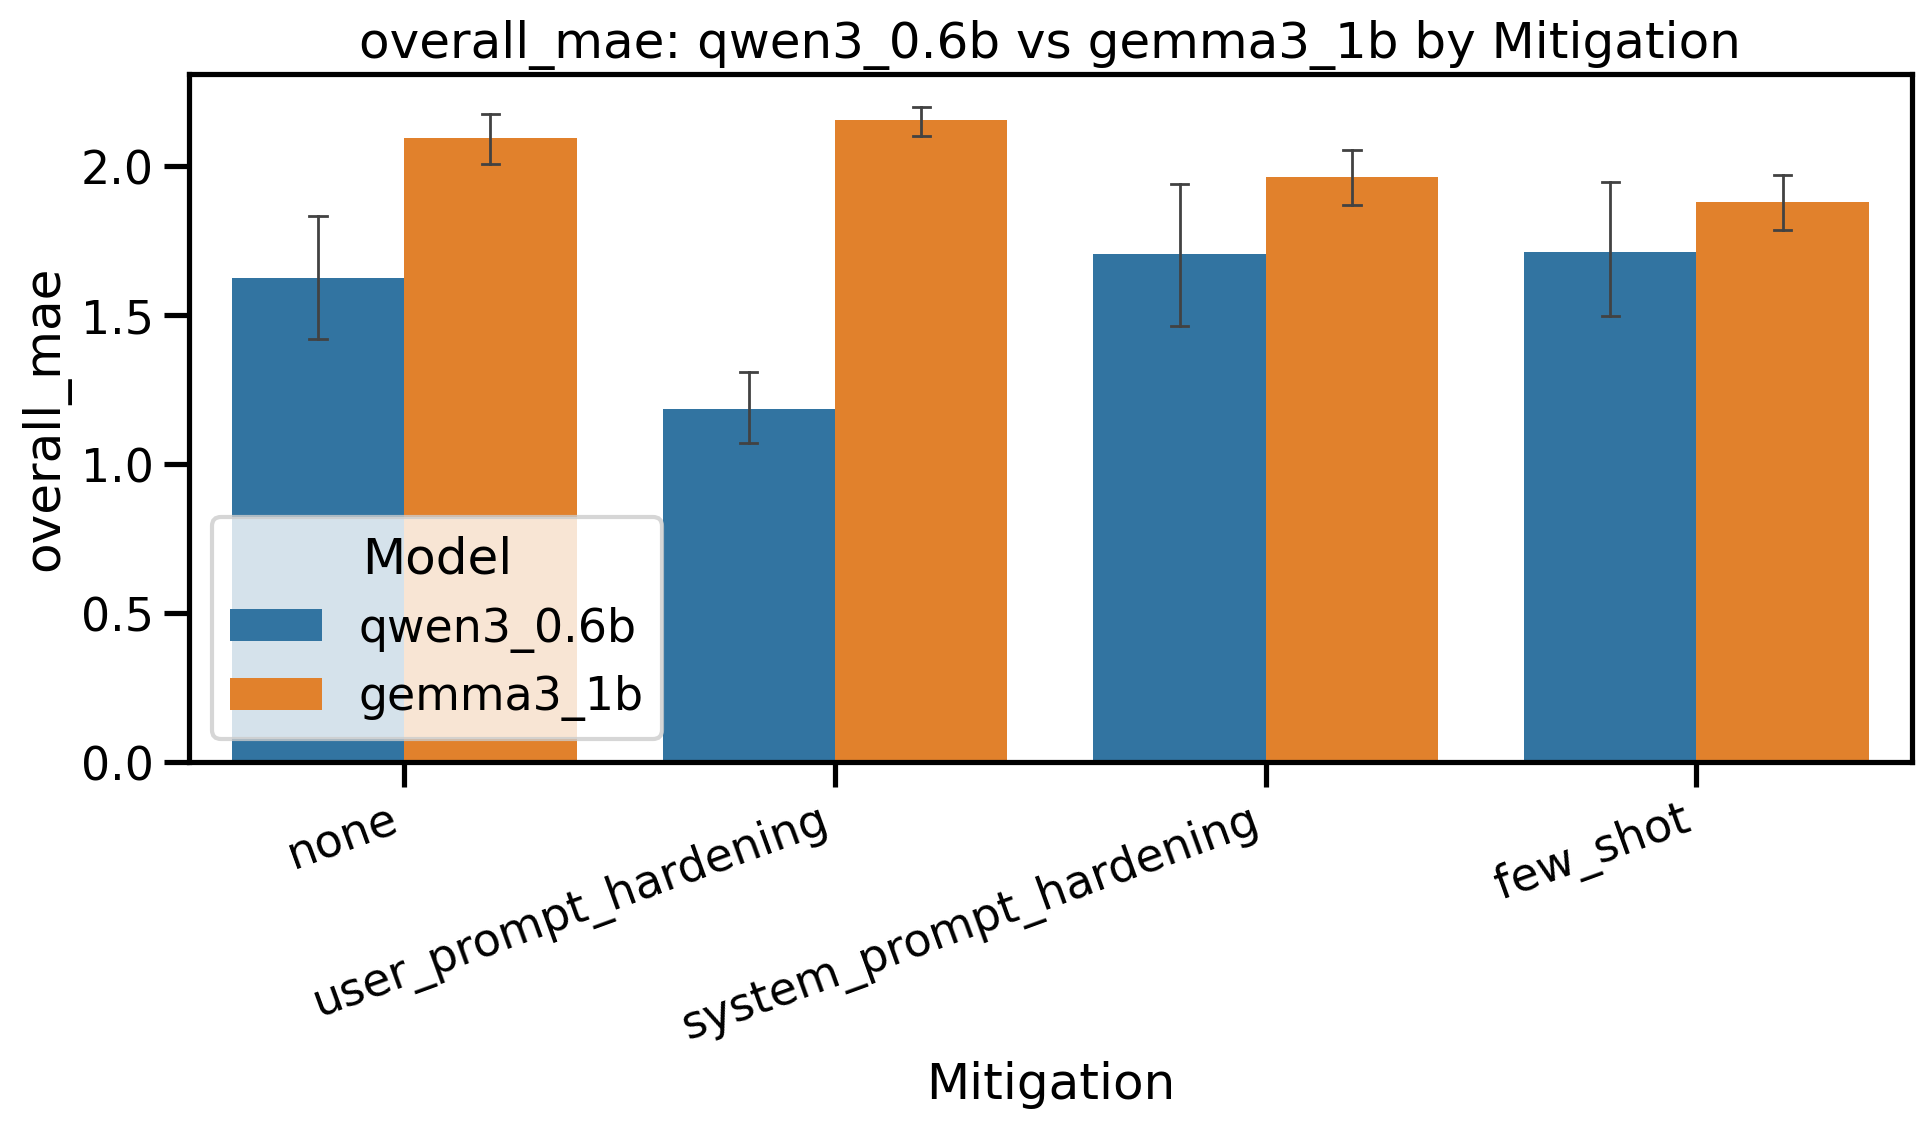 overall_mae: qwen3_0.6b vs gemma3_1b by Mitigation
overall_mae
2.0
1.5
1.0
0.5
0.0
Model
qwen3_0.6b
gemma3_1b
none
user_prompt_hardening
system_prompt_hardening
few_shot
Mitigation